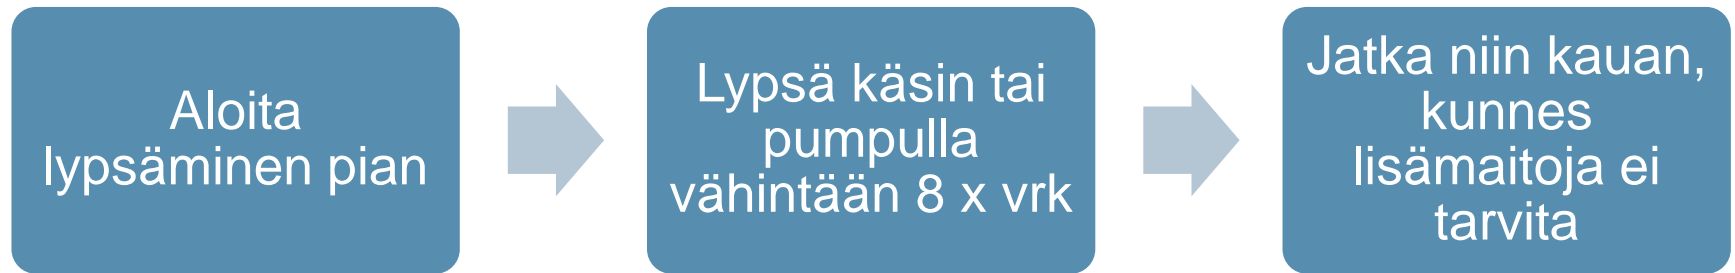 Aloita
lypsäminen pian
Lypsä käsin tai
pumpulla
vähintään 8 x vrk
Jatka niin kauan,
kunnes
lisämaitoja ei
tarvita